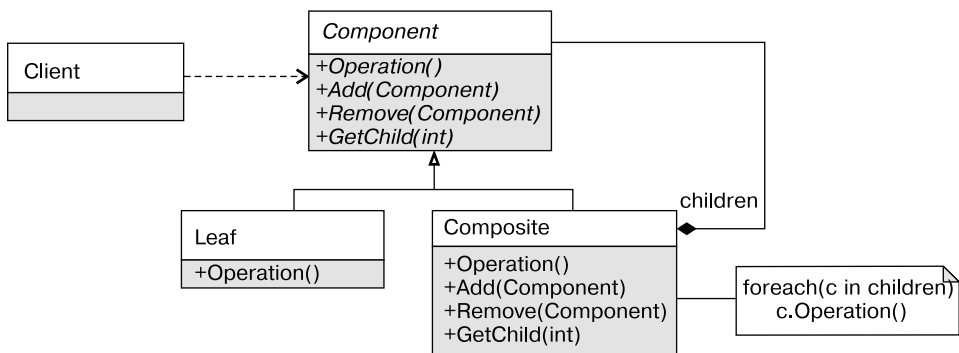 Component
+Operation()
+Add(Component)
+Remove(Component)
+GetChild(int)
Client
children
Leaf
+Operation()
Composite
+Operation()
+Add(Component)
+Remove(Component)
+GetChild(int)
foreach(c in children)
c.Operation()